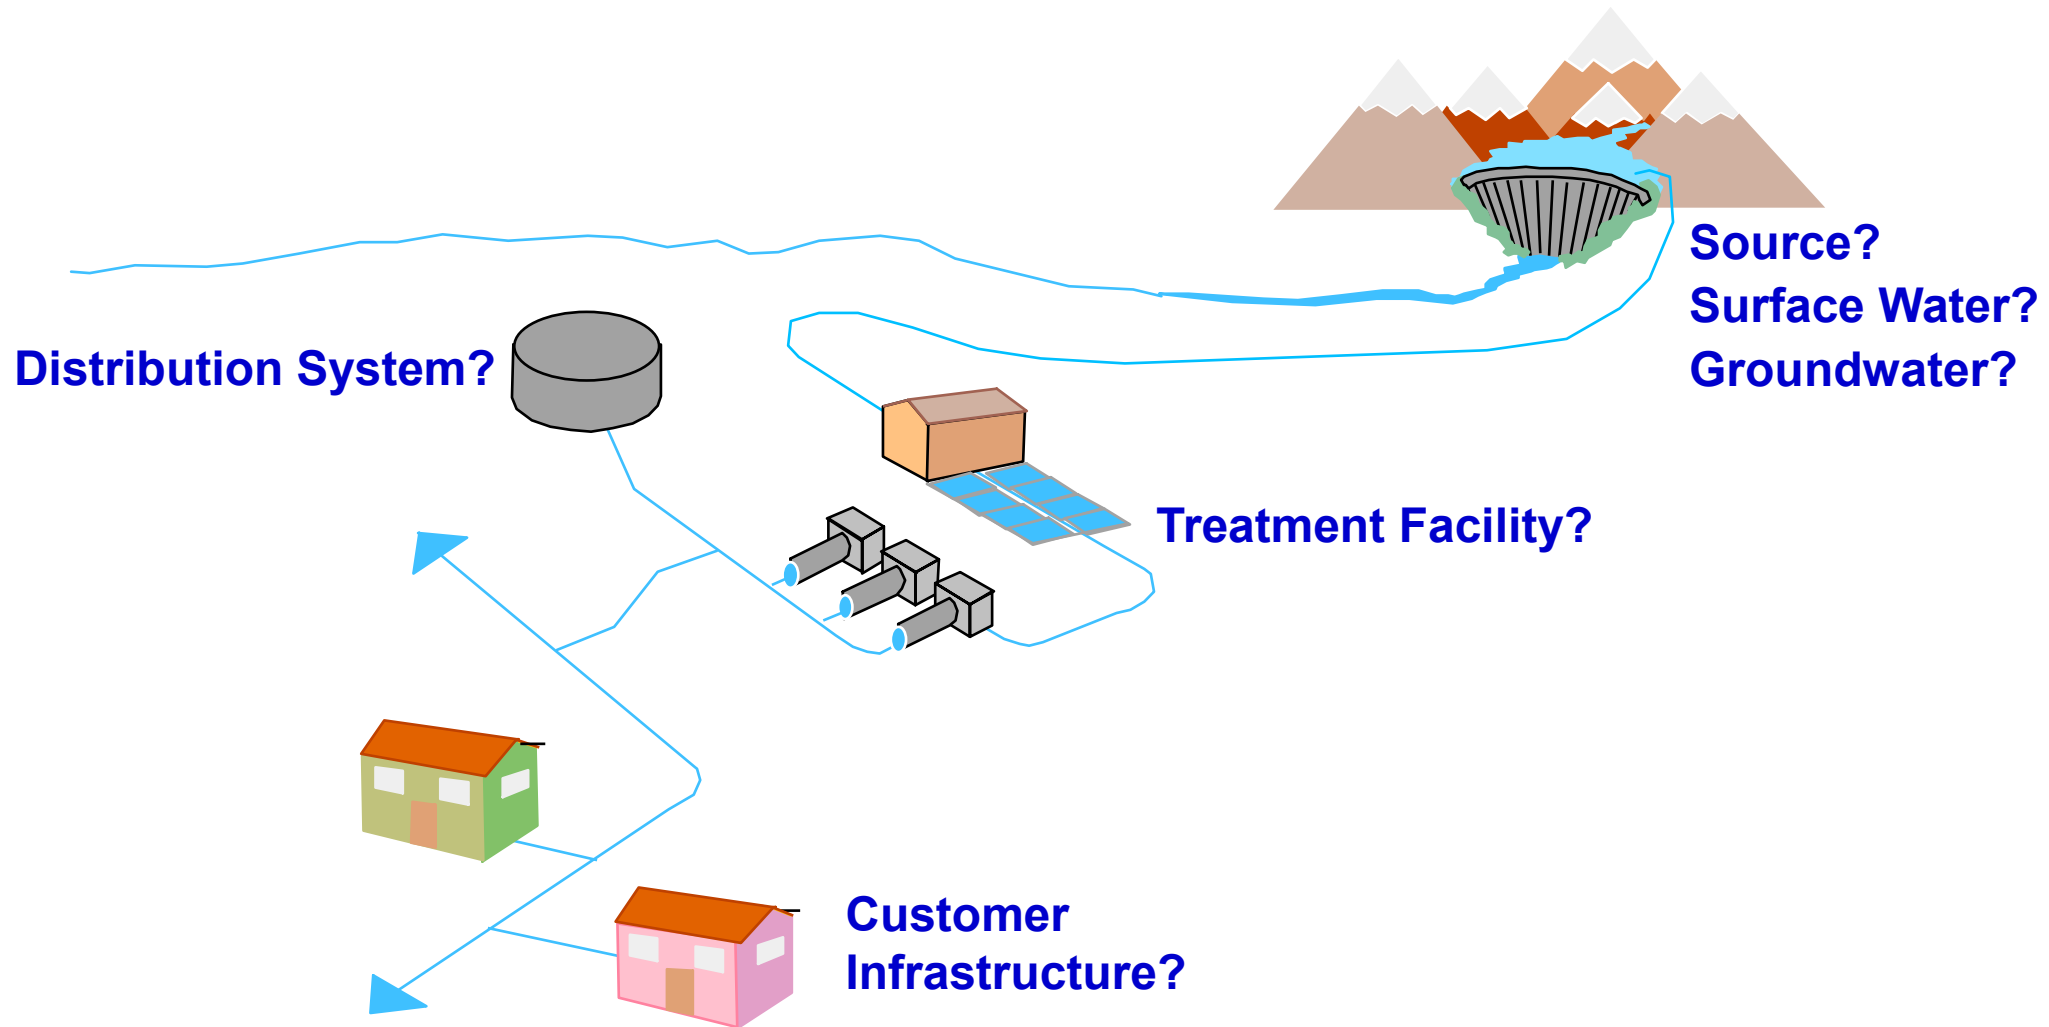 Source?
Surface Water?
Groundwater?
Distribution System?
Treatment Facility?
Customer
Infrastructure?